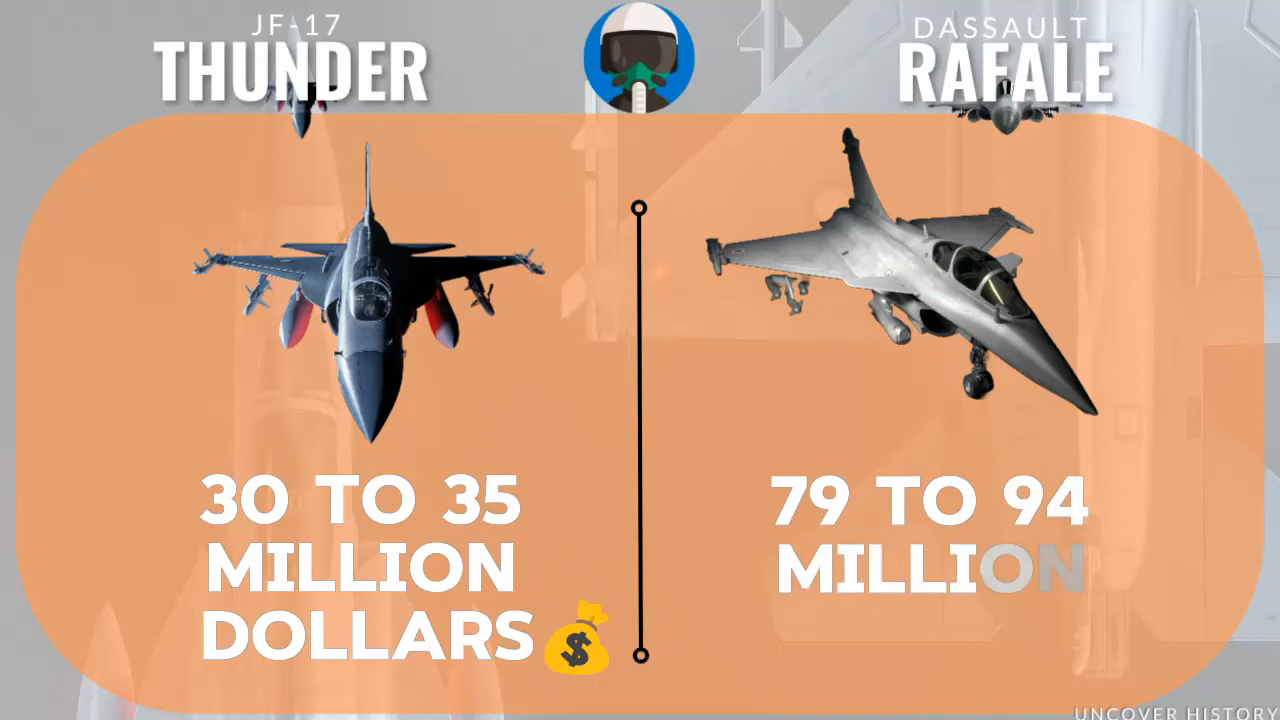 JF-17
THUNDER
DASSAULT
RAFALE
30 TO 35
MILLION
DOLLARS
$
79 TO 94
MILLION
UNCOVER HISTORY